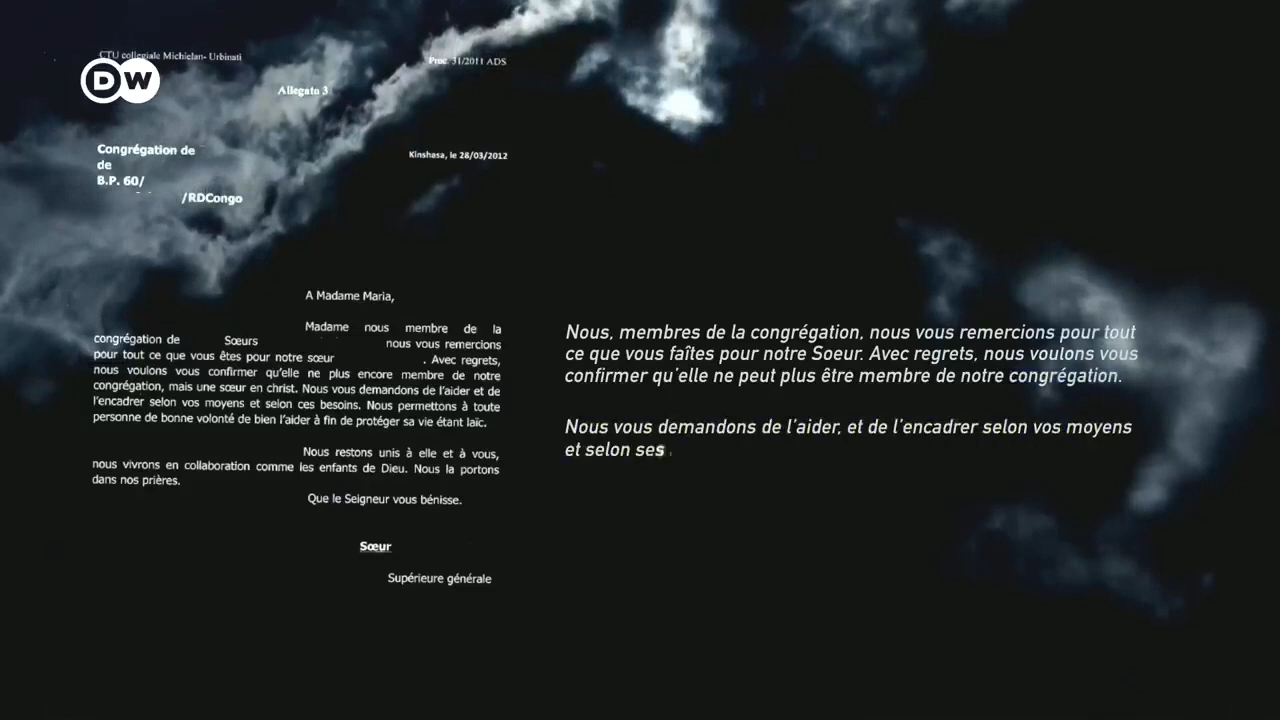 CTU collegiale Michelan- Urbinati
Proc. 31/2011 ADS
DW
Allegato 3
Congrégation de
de
B.P. 60/
/RDCongo
Kinshasa, le 28/03/2012
A Madame Maria,
Madame nous membre de la
congrégation de Sœurs nous vous remercions
pour tout ce que vous êtes pour notre sœur . Avec regrets,
nous voulons vous confirmer qu'elle ne plus encore membre de notre
congrégation, mais une sœur en christ. Nous vous demandons de l'aider et de
l'encadrer selon vos moyens et selon ces besoins. Nous permettons à toute
personne de bonne volonté de bien l'aider à fin de protéger sa vie étant laïc.
Nous restons unis à elle et à vous,
nous vivrons en collaboration comme les enfants de Dieu. Nous la portons
dans nos prières.
Que le Seigneur vous bénisse.
Sœur
Supérieure générale
Nous, membres de la congrégation, nous vous remercions pour tout
ce que vous faîtes pour notre Soeur. Avec regrets, nous voulons vous
confirmer qu'elle ne peut plus être membre de notre congrégation.
Nous vous demandons de l'aider, et de l'encadrer selon vos moyens
et selon ses